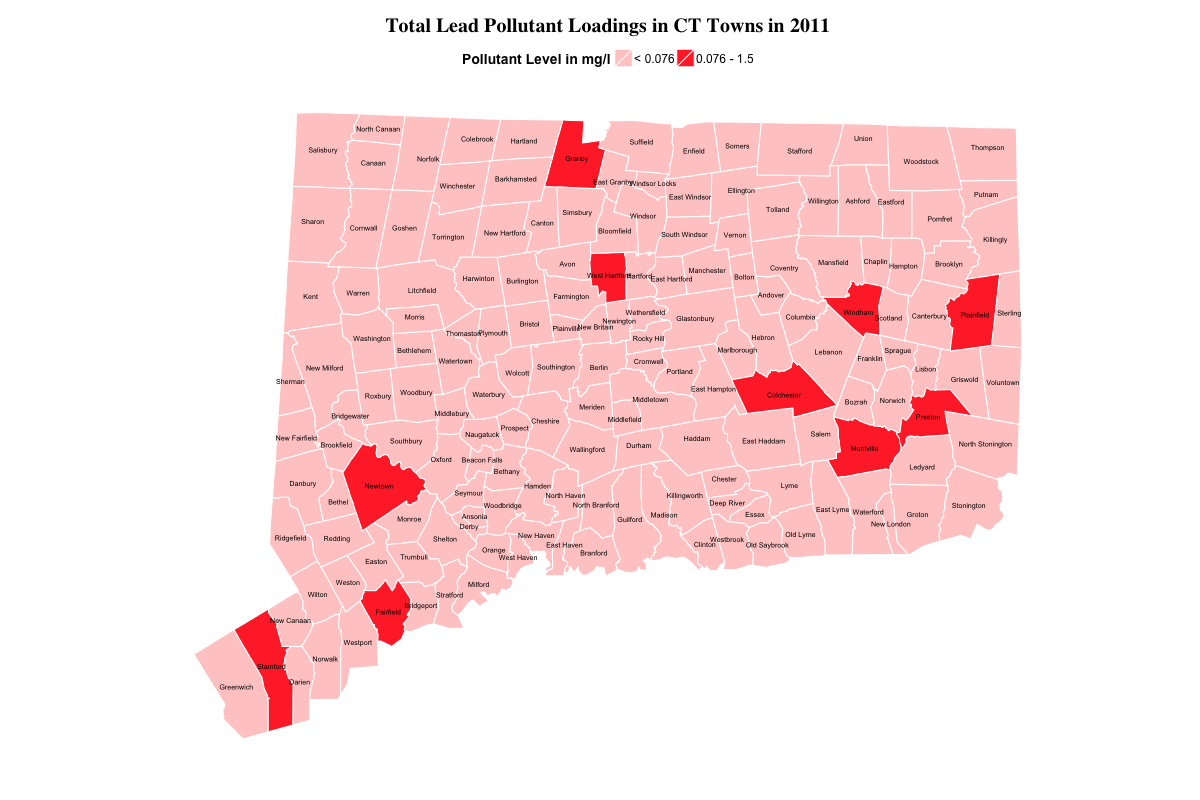 Total Lead Pollutant Loadings in CT Towns in 2011
Pollutant Level in mg/l < 0.076 0.076 - 1.5
North Canaan
Colebrook
Hartland
Suffield
Union
Salisbury
Canaan
Norfolk
Granby
Enfield
Somers
Stafford
Woodstock
Thompson
Winchester
Barkhamsted
East Granby
Windsor Locks
East Windsor
Ellington
Willington
Ashford
Eastford
Putnam
Sharon
Cornwall
Goshen
Torrington
New Hartford
Canton
Simsbury
Bloomfield
Windsor
South Windsor
Vernon
Tolland
Pomfret
Killingly
Kent
Warren
Litchfield
Harwinton
Burlington
Avon
West Hartford
Hartford
East Hartford
Manchester
Bolton
Coventry
Mansfield
Chaplin
Hampton
Brooklyn
Farmington
Andover
Morris
Bristol
Plainville
New Britain
Newington
Wethersfield
Glastonbury
Columbia
Windham
Scotland
Canterbury
Plainfield
Sterling
Washington
Bethlehem
Thomaston
Plymouth
Rocky Hill
Hebron
Marlborough
Lebanon
Franklin
Sprague
New Milford
Watertown
Wolcott
Southington
Berlin
Cromwell
Portland
Lisbon
Griswold
Voluntown
Sherman
Roxbury
Woodbury
Waterbury
East Hampton
Colchester
Bozrah
Norwich
Bridgewater
Middlebury
Meriden
Middletown
Middlefield
Preston
New Fairfield
Brookfield
Southbury
Naugatuck
Prospect
Cheshire
Wallingford
Durham
Haddam
East Haddam
Salem
Montville
North Stonington
Oxford
Beacon Falls
Bethany
Ledyard
Danbury
Bethel
Newtown
Seymour
Woodbridge
Hamden
North Haven
North Branford
Killingworth
Chester
Deep River
Essex
Lyme
Stonington
Monroe
Ansonia
Derby
Guilford
Madison
East Lyme
Waterford
New London
Groton
Ridgefield
Redding
Shelton
Orange
New Haven
West Haven
East Haven
Branford
Clinton
Westbrook
Old Saybrook
Old Lyme
Easton
Trumbull
Weston
Milford
Wilton
Stratford
Fairfield
Bridgeport
New Canaan
Westport
Norwalk
Stamford
Darien
Greenwich